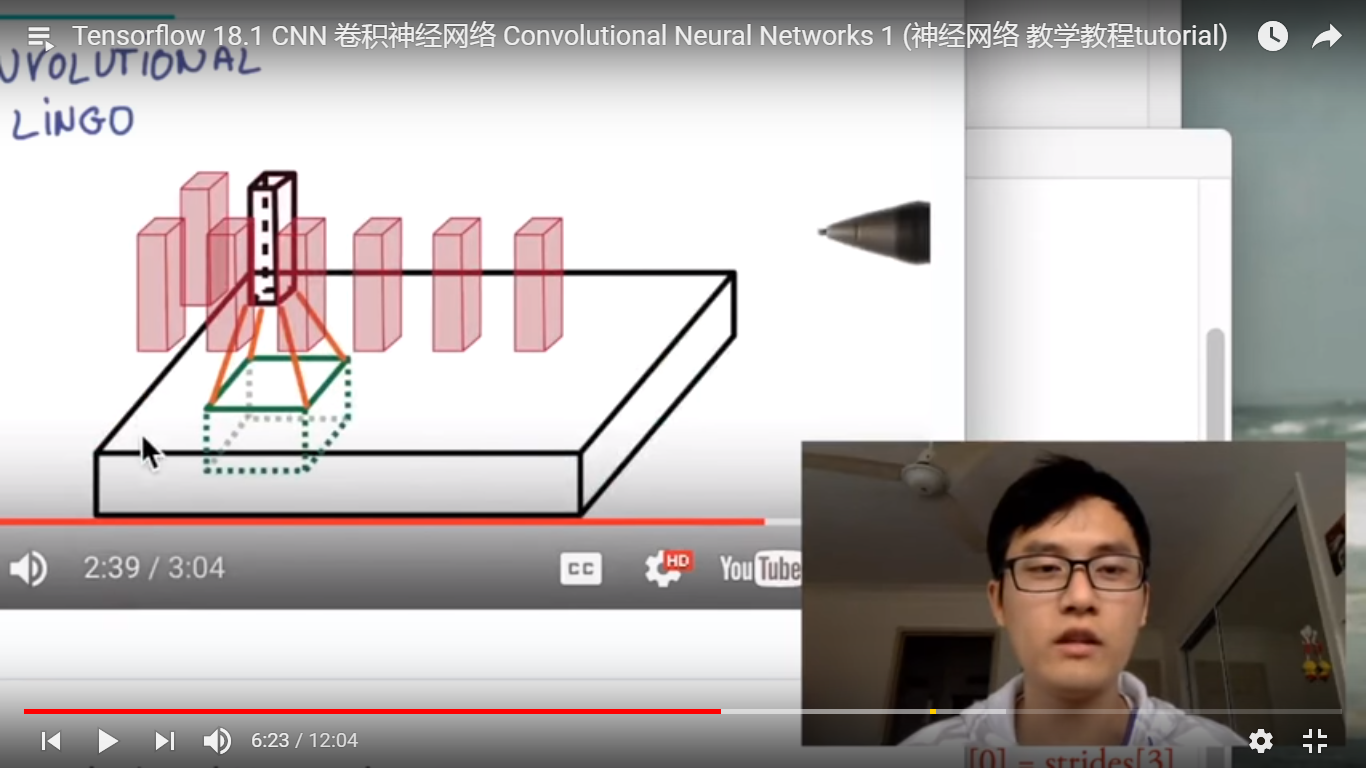 Tensorflow 18.1 CNN 卷积神经网络 Convolutional Neural Networks 1 (神经网络 教学教程tutorial)
NVOLUTIONAL
LINGO
2:39 / 3:04
CC
HD
YouTube
6:23 / 12:04
[0] = strides[3]